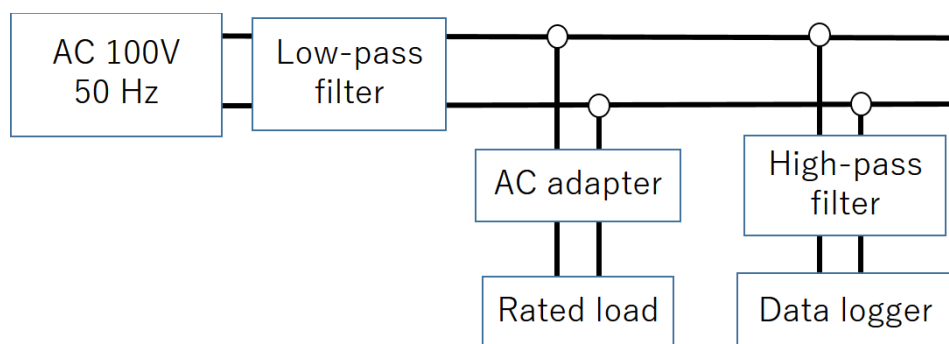 AC 100V
50 Hz
Low-pass
filter
AC adapter
High-pass
filter
Rated load
Data logger